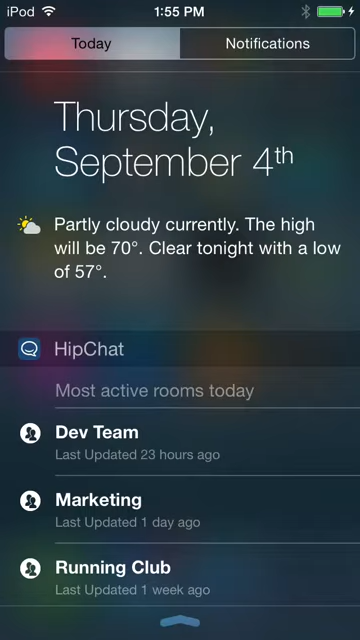 iPod 1:55 PM
Today Notifications
Thursday,
September 4th
Partly cloudy currently. The high
will be 70°. Clear tonight with a low
of 57°.
HipChat
Most active rooms today
Dev Team
Last Updated 23 hours ago
Marketing
Last Updated 1 day ago
Running Club
Last Updated 1 week ago